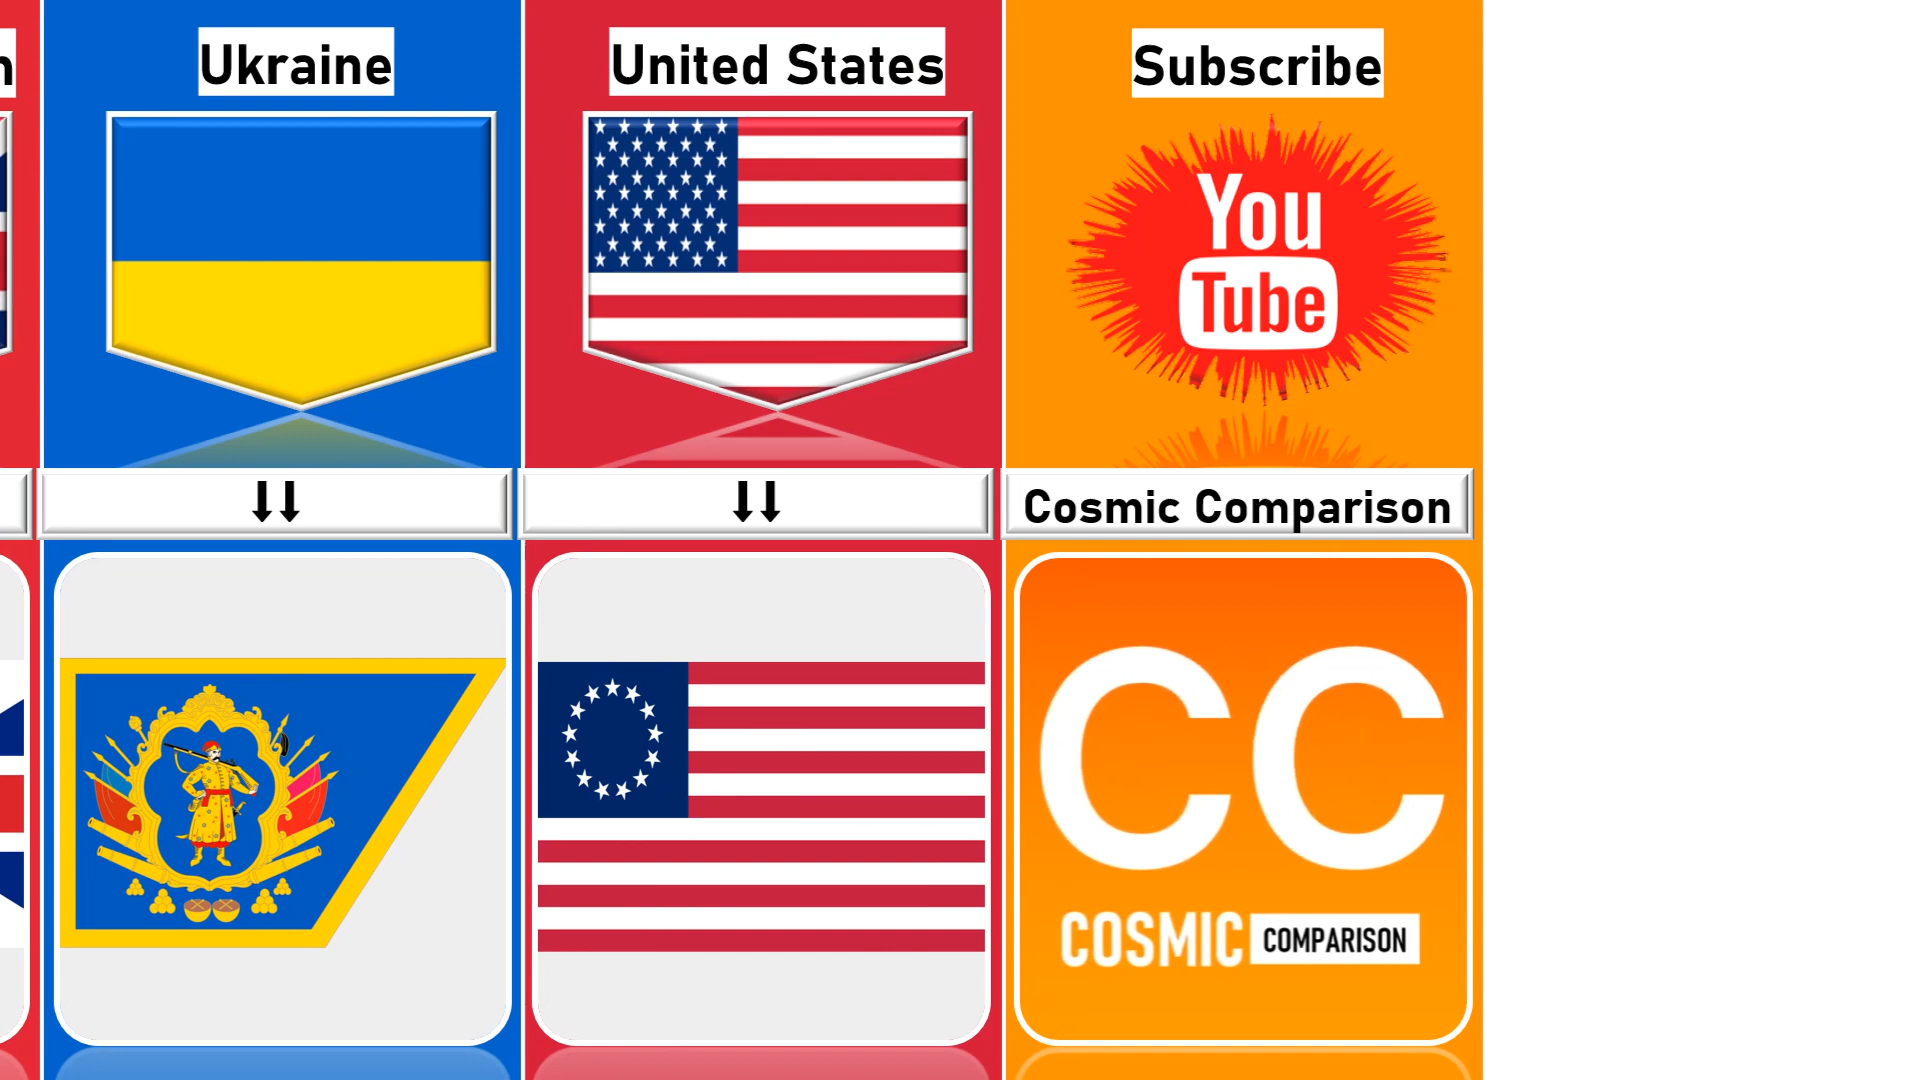 Ukraine
United States
Subscribe
You
Tube
Cosmic Comparison
CC
COSMIC COMPARISON